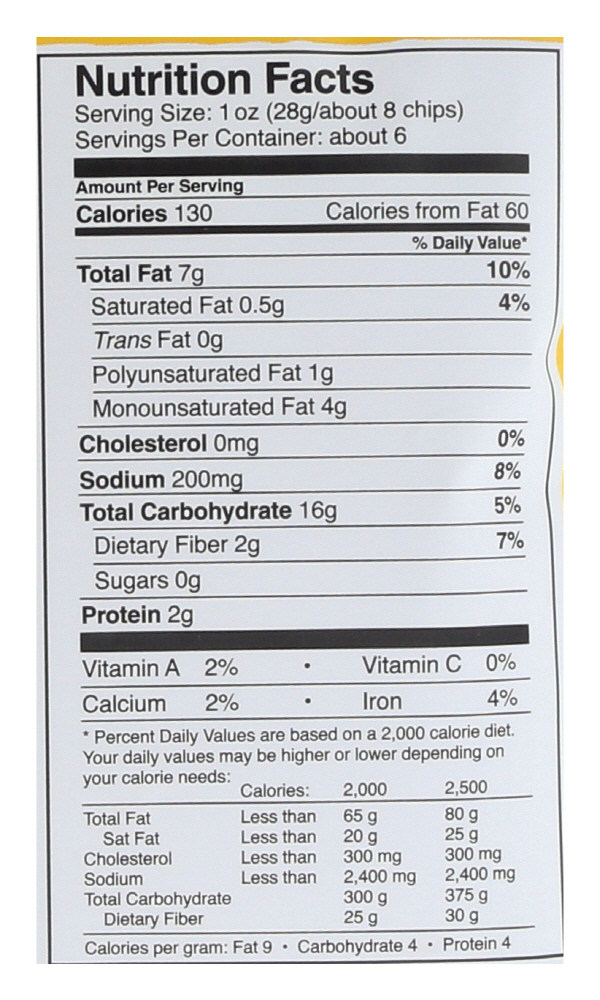 Nutrition Facts
Serving Size: 1 oz (28g/about 8 chips)
Servings Per Container: about 6
Amount Per Serving
Calories 130 Calories from Fat 60
% Daily Value*
Total Fat 7g 10%
Saturated Fat 0.5g 4%
Trans Fat 0g
Polyunsaturated Fat 1g
Monounsaturated Fat 4g
Cholesterol 0mg 0%
Sodium 200mg 8%
Total Carbohydrate 16g 5%
Dietary Fiber 2g 7%
Sugars 0g
Protein 2g
Vitamin A 2% • Vitamin C 0%
Calcium 2% • Iron 4%
* Percent Daily Values are based on a 2,000 calorie diet.
Your daily values may be higher or lower depending on
your calorie needs:
Calories: 2,000 2,500
Total Fat Less than 65 g 80 g
Sat Fat Less than 20 g 25 g
Cholesterol Less than 300 mg 300 mg
Sodium Less than 2,400 mg 2,400 mg
Total Carbohydrate 300 g 375 g
Dietary Fiber 25 g 30 g
Calories per gram: Fat 9 • Carbohydrate 4 • Protein 4